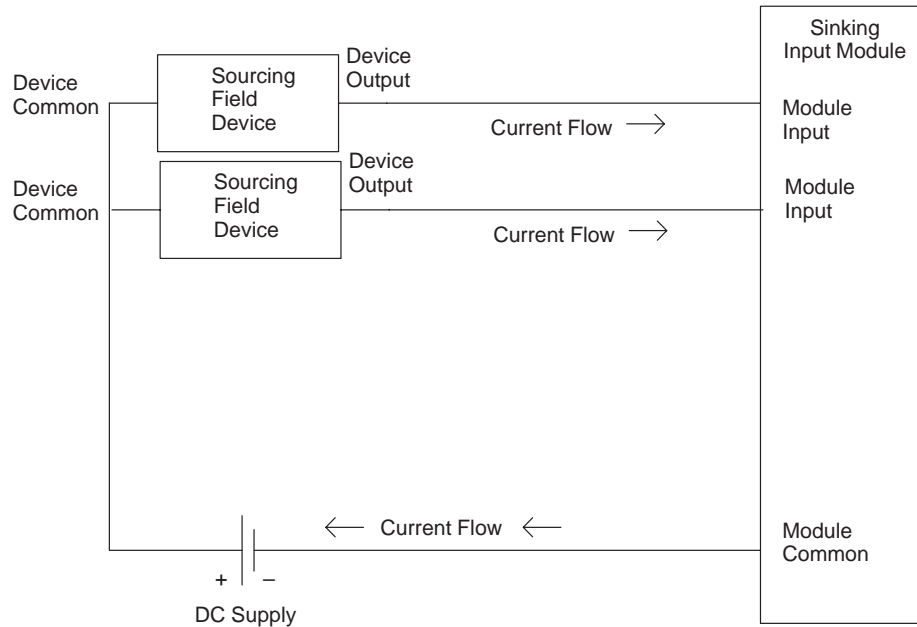 Sinking
Input Module
Device
Common
Sourcing
Field
Device
Device
Output
Current Flow
Module
Input
Device
Common
Sourcing
Field
Device
Device
Output
Current Flow
Module
Input
Current Flow
Module
Common
+ –
DC Supply